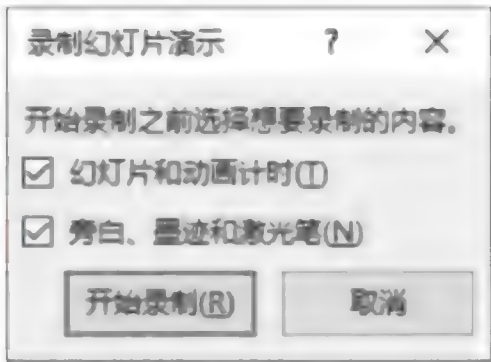 录制幻灯片演示 ? ×
开始录制之前选择想要录制的内容。
幻灯片和动画计时(T)
旁白、墨迹和激光笔(N)
开始录制(R) 取消